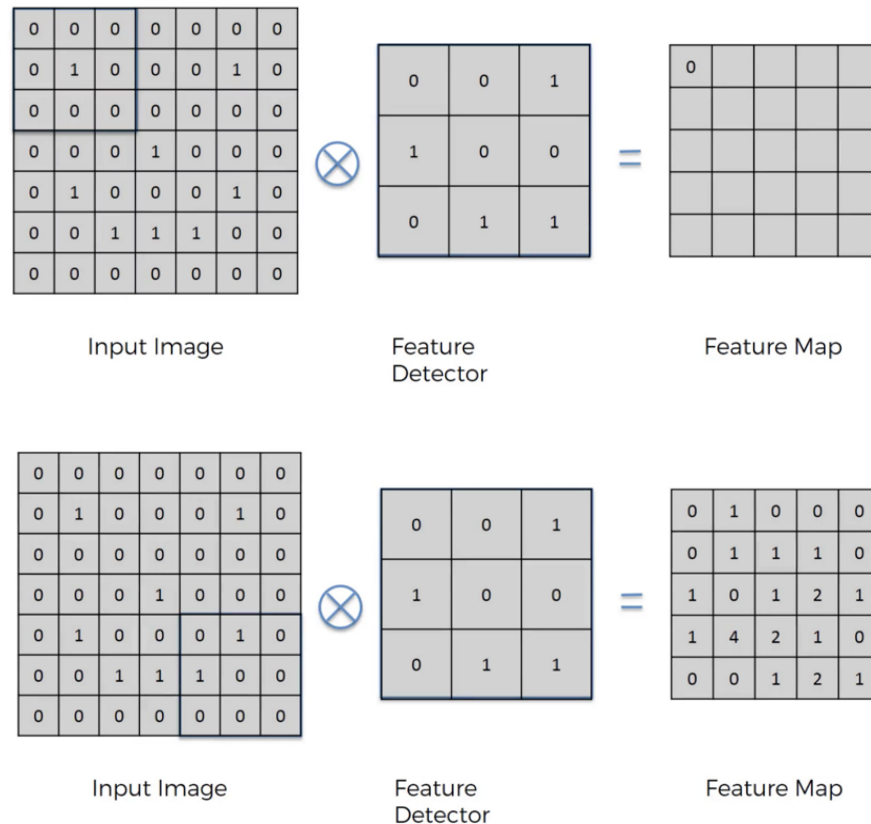 0 0 0 0 0 0 0
0 1 0 0 0 1 0
0 0 0 0 0 0 0
0 0 0 1 0 0 0
0 1 0 0 0 1 0
0 0 1 1 1 0 0
0 0 0 0 0 0 0
⊗
0 0 1
1 0 0
0 1 1
=
0
Input Image
Feature
Detector
Feature Map
0 0 0 0 0 0 0
0 1 0 0 0 1 0
0 0 0 0 0 0 0
0 0 0 1 0 0 0
0 1 0 0 0 1 0
0 0 1 1 1 0 0
0 0 0 0 0 0 0
⊗
0 0 1
1 0 0
0 1 1
=
0 1 0 0 0
0 1 1 1 0
1 0 1 2 1
1 4 2 1 0
0 0 1 2 1
Input Image
Feature
Detector
Feature Map